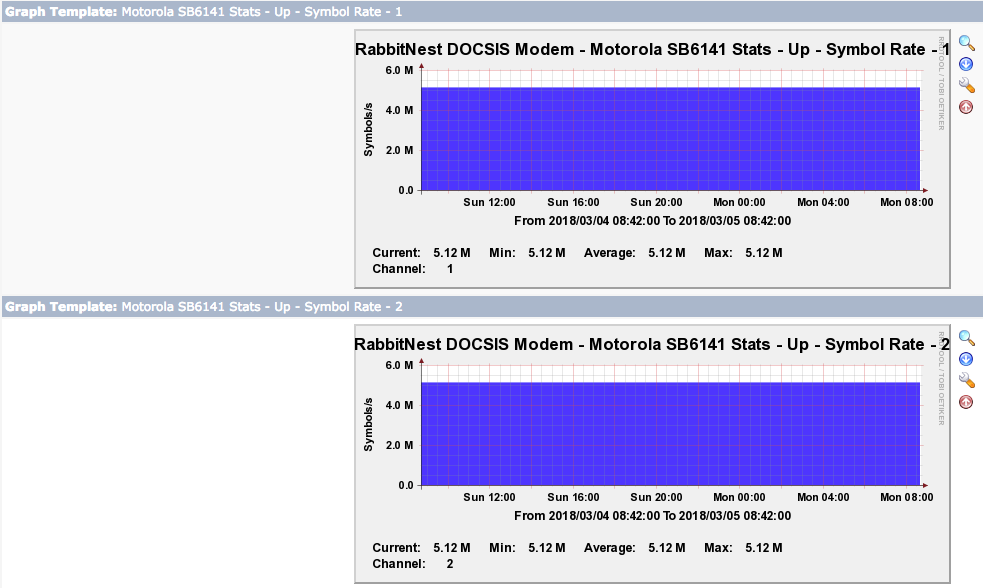 Graph Template: Motorola SB6141 Stats - Up - Symbol Rate - 1
RabbitNest DOCSIS Modem - Motorola SB6141 Stats - Up - Symbol Rate - 1
RRDTOOL / TOBI OETIKER
Symbols/s
6.0 M
4.0 M
2.0 M
0.0
Sun 12:00 Sun 16:00 Sun 20:00 Mon 00:00 Mon 04:00 Mon 08:00
From 2018/03/04 08:42:00 To 2018/03/05 08:42:00
Current: 5.12 M Min: 5.12 M Average: 5.12 M Max: 5.12 M
Channel: 1
Graph Template: Motorola SB6141 Stats - Up - Symbol Rate - 2
RabbitNest DOCSIS Modem - Motorola SB6141 Stats - Up - Symbol Rate - 2
RRDTOOL / TOBI OETIKER
Symbols/s
6.0 M
4.0 M
2.0 M
0.0
Sun 12:00 Sun 16:00 Sun 20:00 Mon 00:00 Mon 04:00 Mon 08:00
From 2018/03/04 08:42:00 To 2018/03/05 08:42:00
Current: 5.12 M Min: 5.12 M Average: 5.12 M Max: 5.12 M
Channel: 2